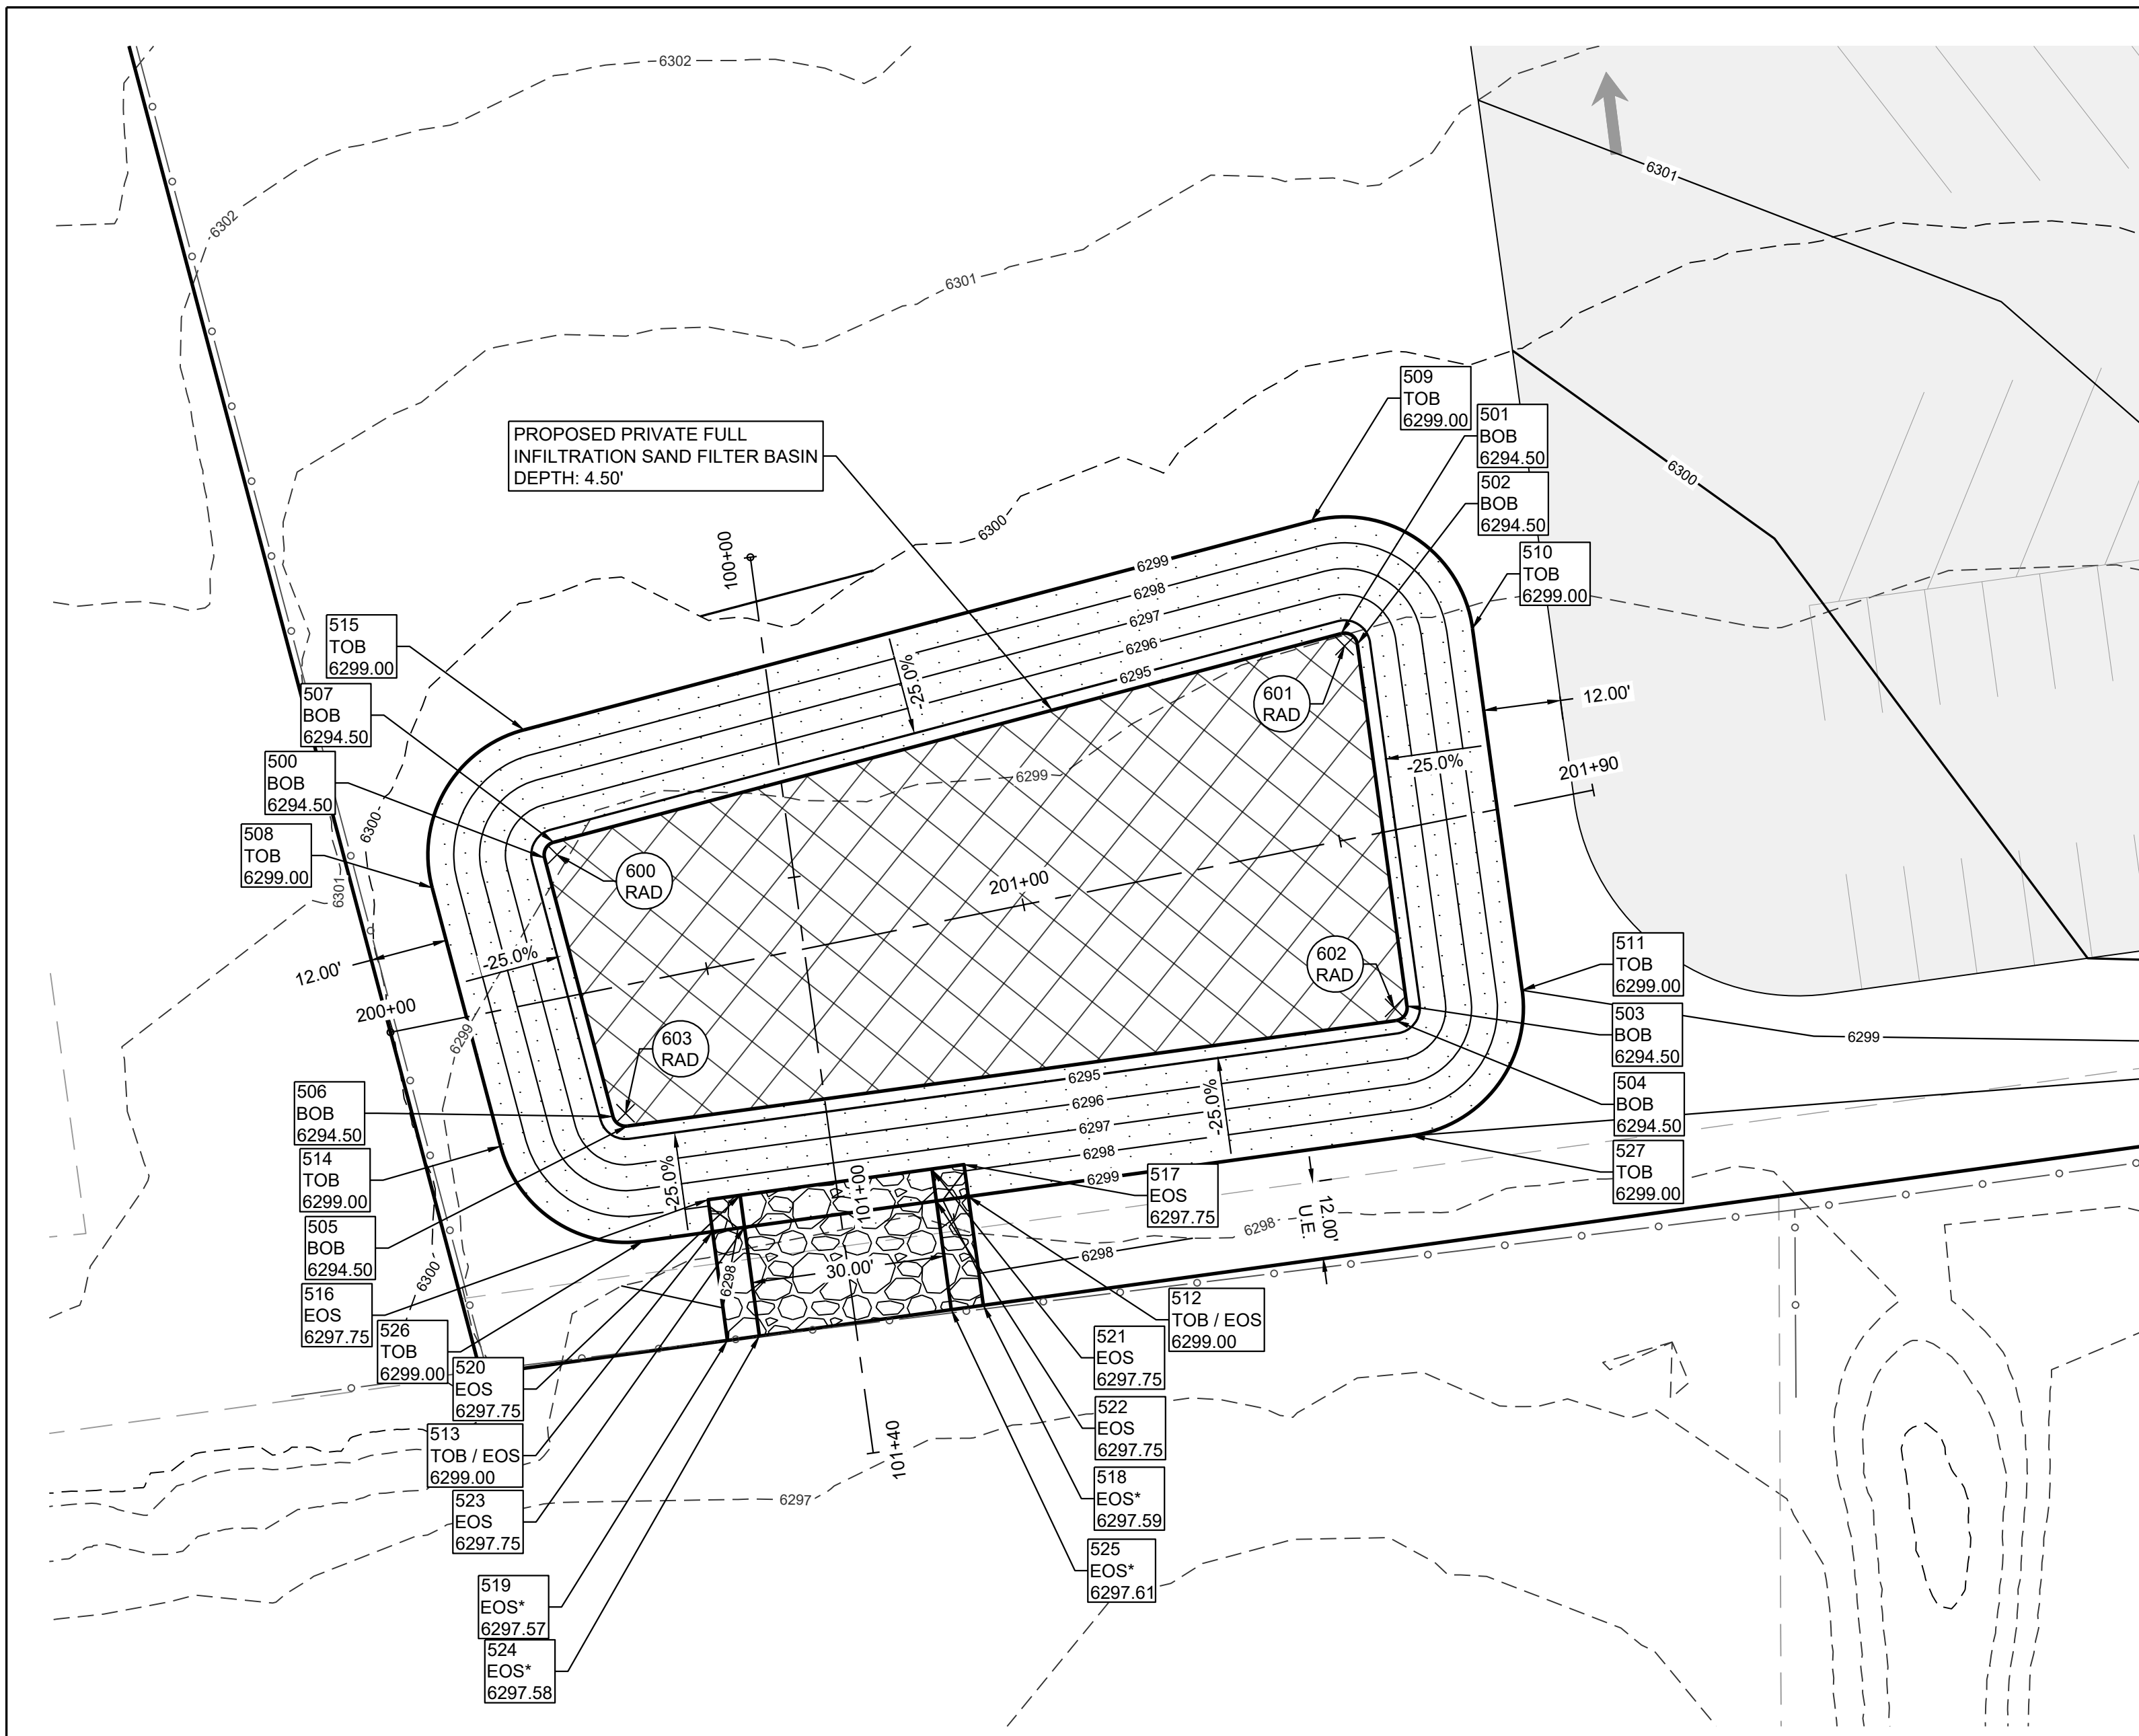 6302
6302
6301
6301
509
TOB
6299.00
501
BOB
6294.50
PROPOSED PRIVATE FULL
INFILTRATION SAND FILTER BASIN
DEPTH: 4.50'
6300
502
BOB
6294.50
6300
100+00
510
TOB
6299.00
6299
6298
6297
6296
6295
515
TOB
6299.00
-25.0%
601
RAD
12.00'
507
BOB
6294.50
500
BOB
6294.50
-25.0%
201+90
6299
508
TOB
6299.00
6300
6301
600
RAD
201+00
12.00'
-25.0%
200+00
602
RAD
511
TOB
6299.00
6299
603
RAD
503
BOB
6294.50
6299
506
BOB
6294.50
6295
6296
6297
6298
6299
-25.0%
504
BOB
6294.50
514
TOB
6299.00
-25.0%
101+00
517
EOS
6297.75
527
TOB
6299.00
12.00'
U.E.
505
BOB
6294.50
6300
6298
6298
6298
30.00'
516
EOS
6297.75
512
TOB / EOS
6299.00
526
TOB
6299.00
521
EOS
6297.75
520
EOS
6297.75
522
EOS
6297.75
513
TOB / EOS
6299.00
101+40
518
EOS*
6297.59
523
EOS
6297.75
6297
525
EOS*
6297.61
519
EOS*
6297.57
524
EOS*
6297.58